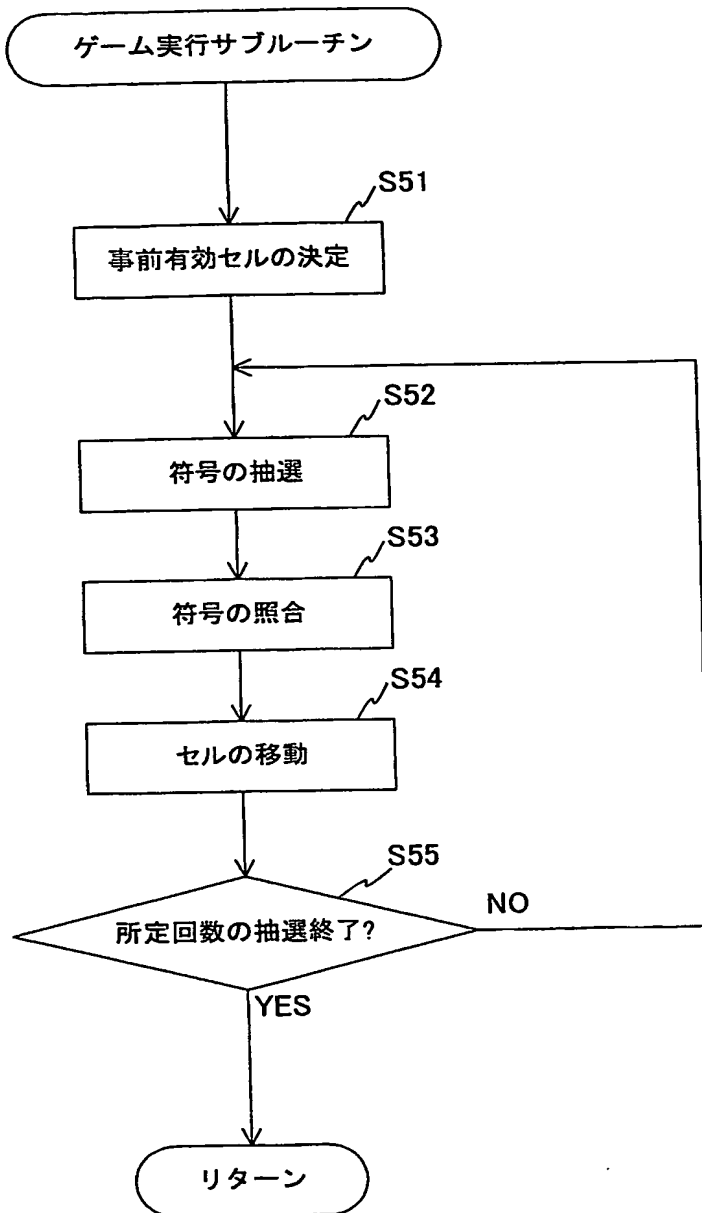 ゲーム実行サブルーチン
S51
事前有効セルの決定
S52
符号の抽選
S53
符号の照合
S54
セルの移動
S55
所定回数の抽選終了?
NO
YES
リターン